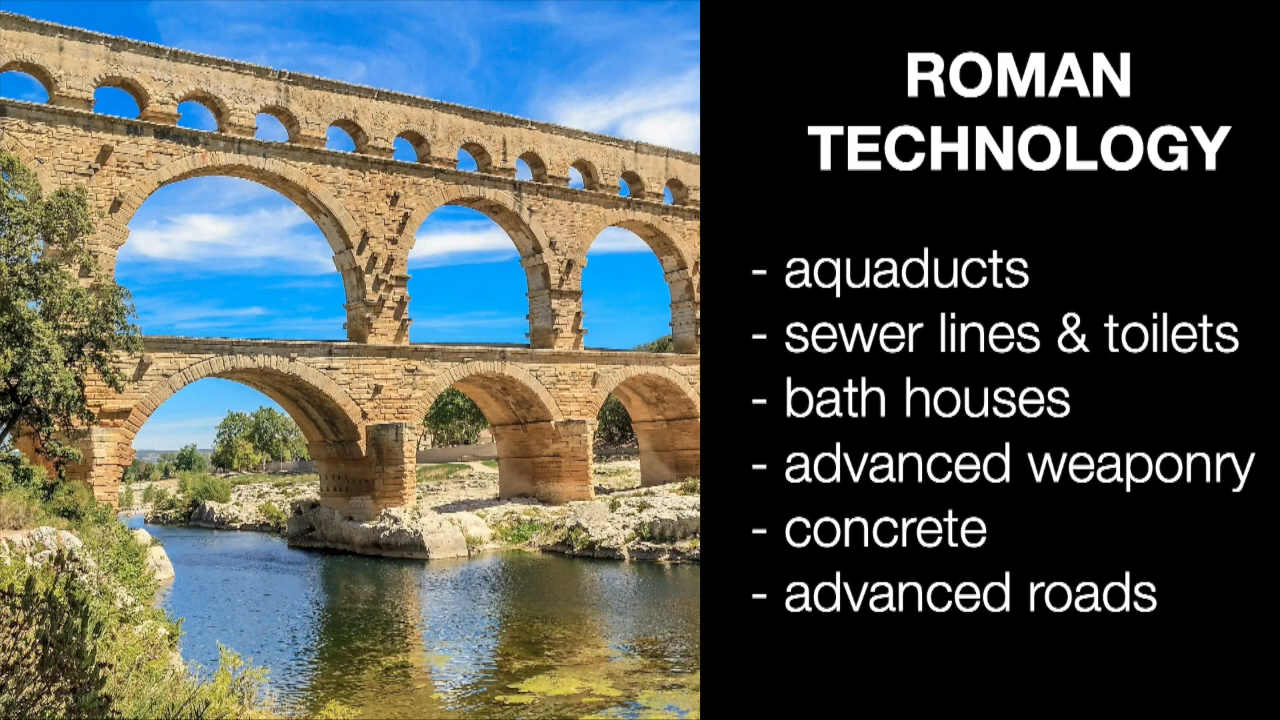 ROMAN
TECHNOLOGY
- aquaducts
- sewer lines & toilets
- bath houses
- advanced weaponry
- concrete
- advanced roads